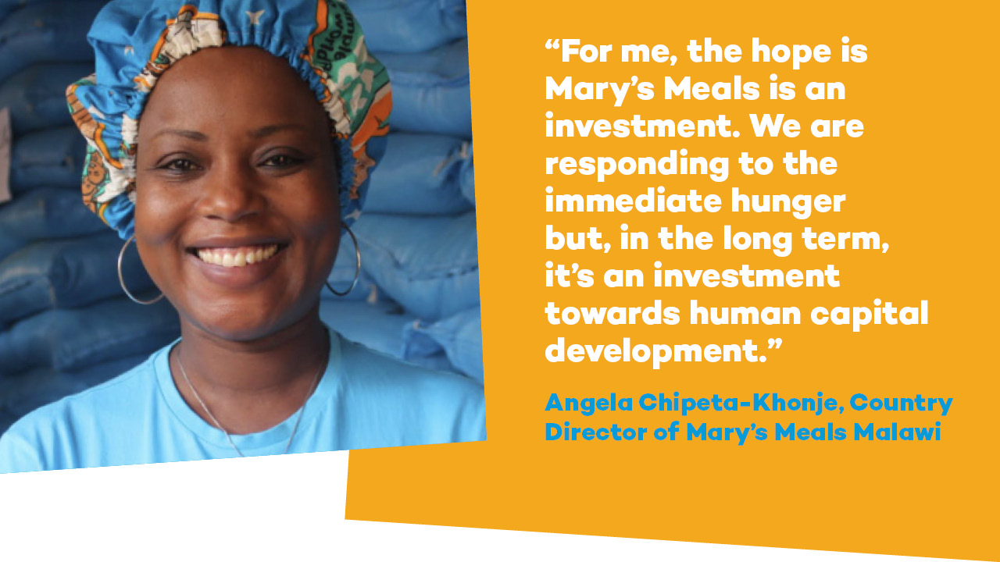 “For me, the hope is
Mary’s Meals is an
investment. We are
responding to the
immediate hunger
but, in the long term,
it’s an investment
towards human capital
development.”
Angela Chipeta-Khonje, Country
Director of Mary’s Meals Malawi